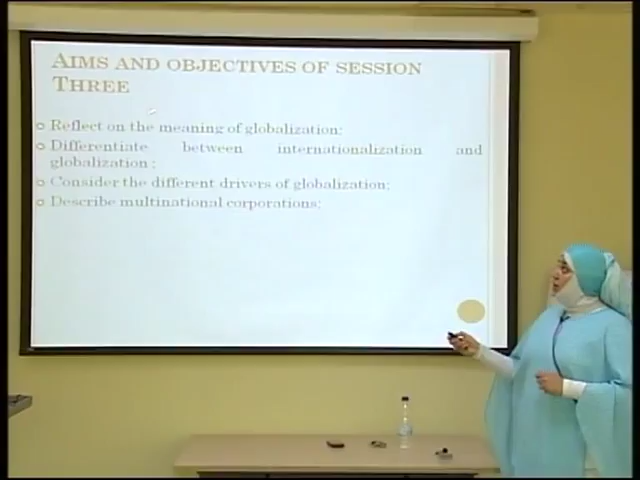 AIMS AND OBJECTIVES OF SESSION
THREE
Reflect on the meaning of globalization;
Differentiate between internationalization and
globalization ;
Consider the different drivers of globalization;
Describe multinational corporations;